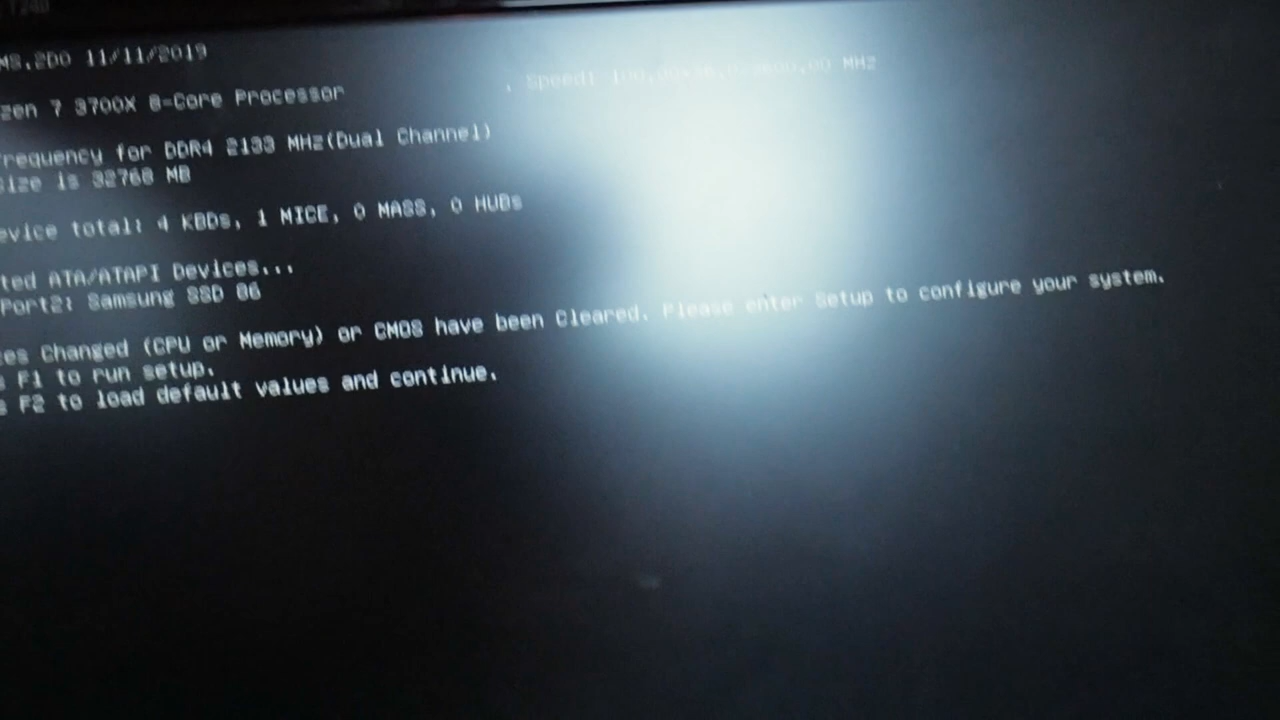 MS.2D0 11/11/2019
zen 7 3700X 8-Core Processor , Speed: MHz
requency for DDR4 2133 MHz(Dual Channel)
ize is 32768 MB
evice total: 4 KBDs, 1 MICE, 0 MASS, 0 HUBs
ted ATA/ATAPI Devices...
Port2: Samsung SSD 86
es Changed (CPU or Memory) or CMOS have been Cleared. Please enter Setup to configure your system.
s F1 to run setup.
s F2 to load default values and continue.